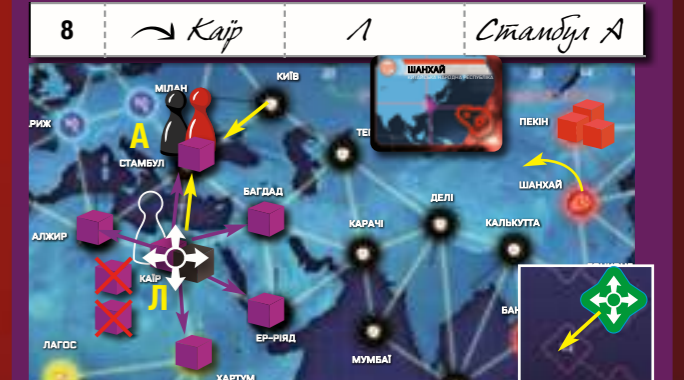 8 Каїр Л Стамбул А
ШАНХАЙ
КИЇВ
МІЛАН
РИЖ
ПЕКІН
А
СТАМБУЛ
ШАНХАЙ
БАГДАД
ДЕЛІ
АЛЖИР
КАРАЧІ
КАЛЬКУТТА
КАЇР
Л
ЕР-РІЯД
ЛАГОС
МУМБАЇ
ХАРТУМ